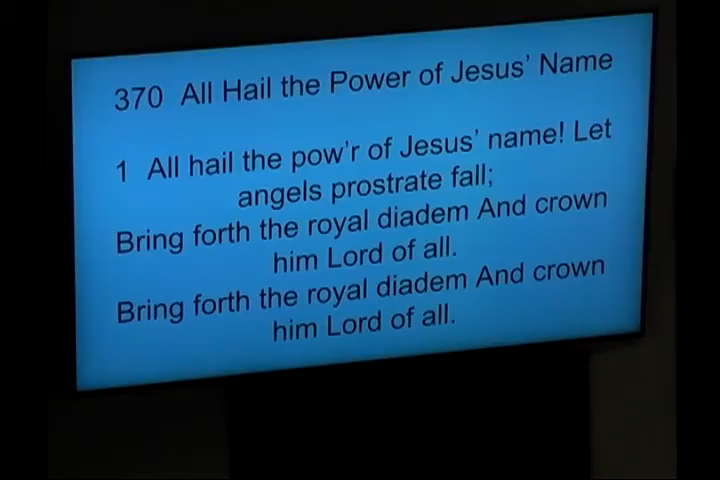 370 All Hail the Power of Jesus’ Name
1 All hail the pow’r of Jesus’ name! Let
angels prostrate fall;
Bring forth the royal diadem And crown
him Lord of all.
Bring forth the royal diadem And crown
him Lord of all.